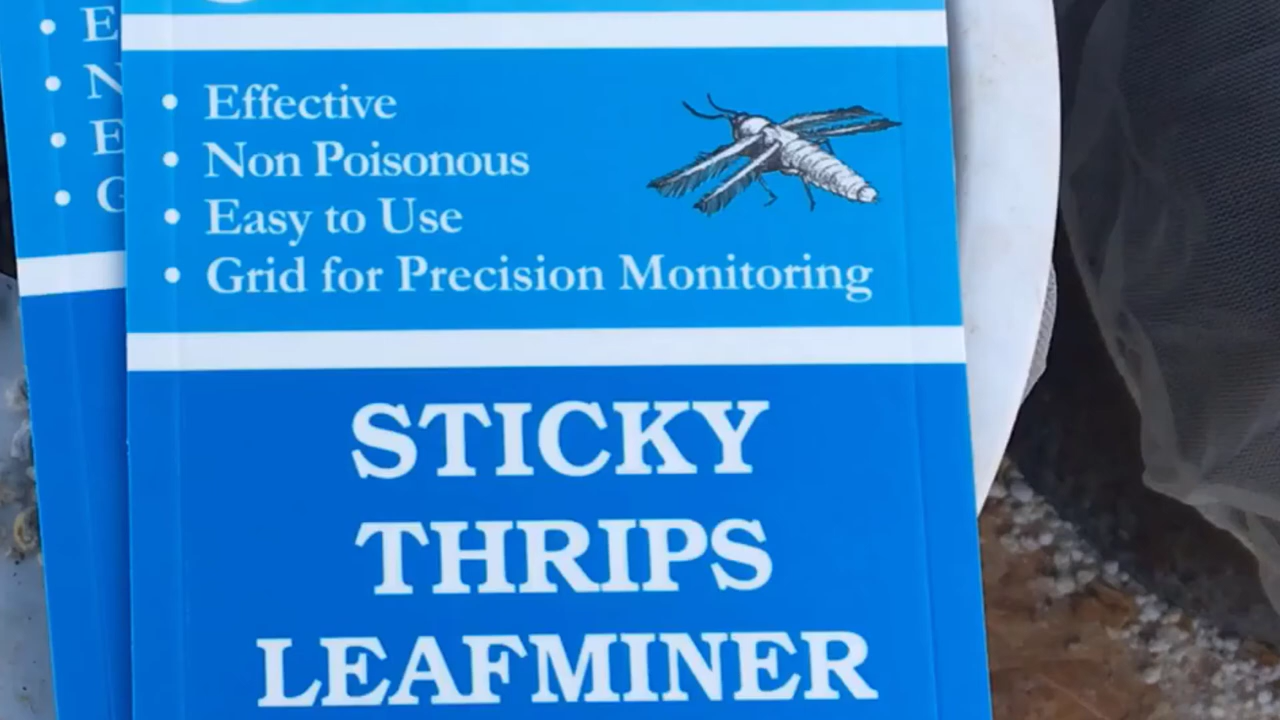 • Effective
• Non Poisonous
• Easy to Use
• Grid for Precision Monitoring
STICKY
THRIPS
LEAFMINER